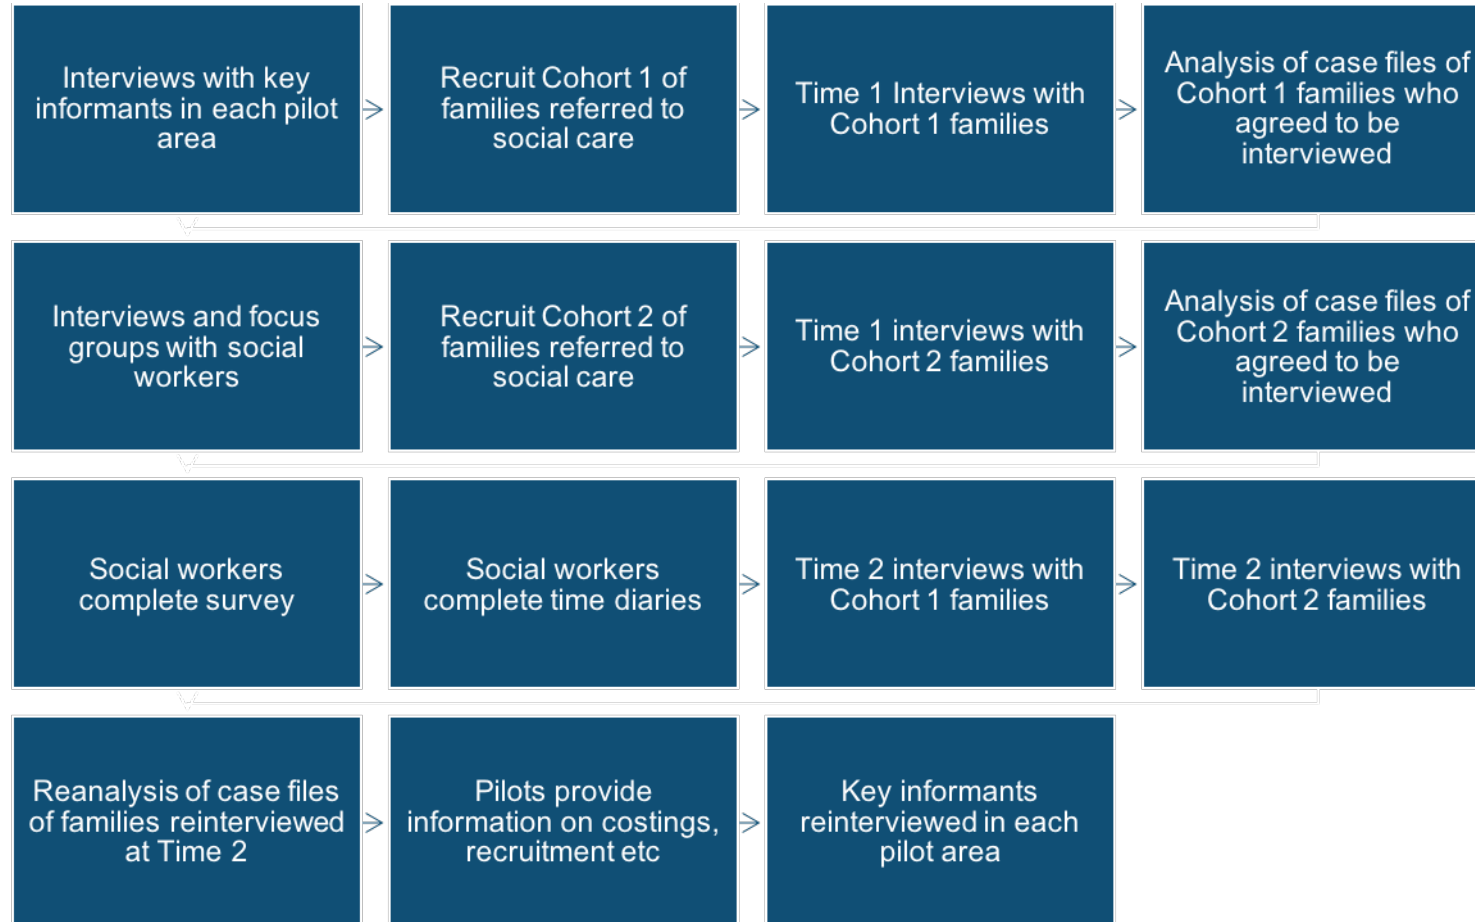 Interviews with key
informants in each pilot
area
Recruit Cohort 1 of
families referred to
social care
Time 1 Interviews with
Cohort 1 families
Analysis of case files of
Cohort 1 families who
agreed to be
interviewed
Interviews and focus
groups with social
workers
Recruit Cohort 2 of
families referred to
social care
Time 1 interviews with
Cohort 2 families
Analysis of case files of
Cohort 2 families who
agreed to be
interviewed
Social workers
complete survey
Social workers
complete time diaries
Time 2 interviews with
Cohort 1 families
Time 2 interviews with
Cohort 2 families
Reanalysis of case files
of families reinterviewed
at Time 2
Pilots provide
information on costings,
recruitment etc
Key informants
reinterviewed in each
pilot area